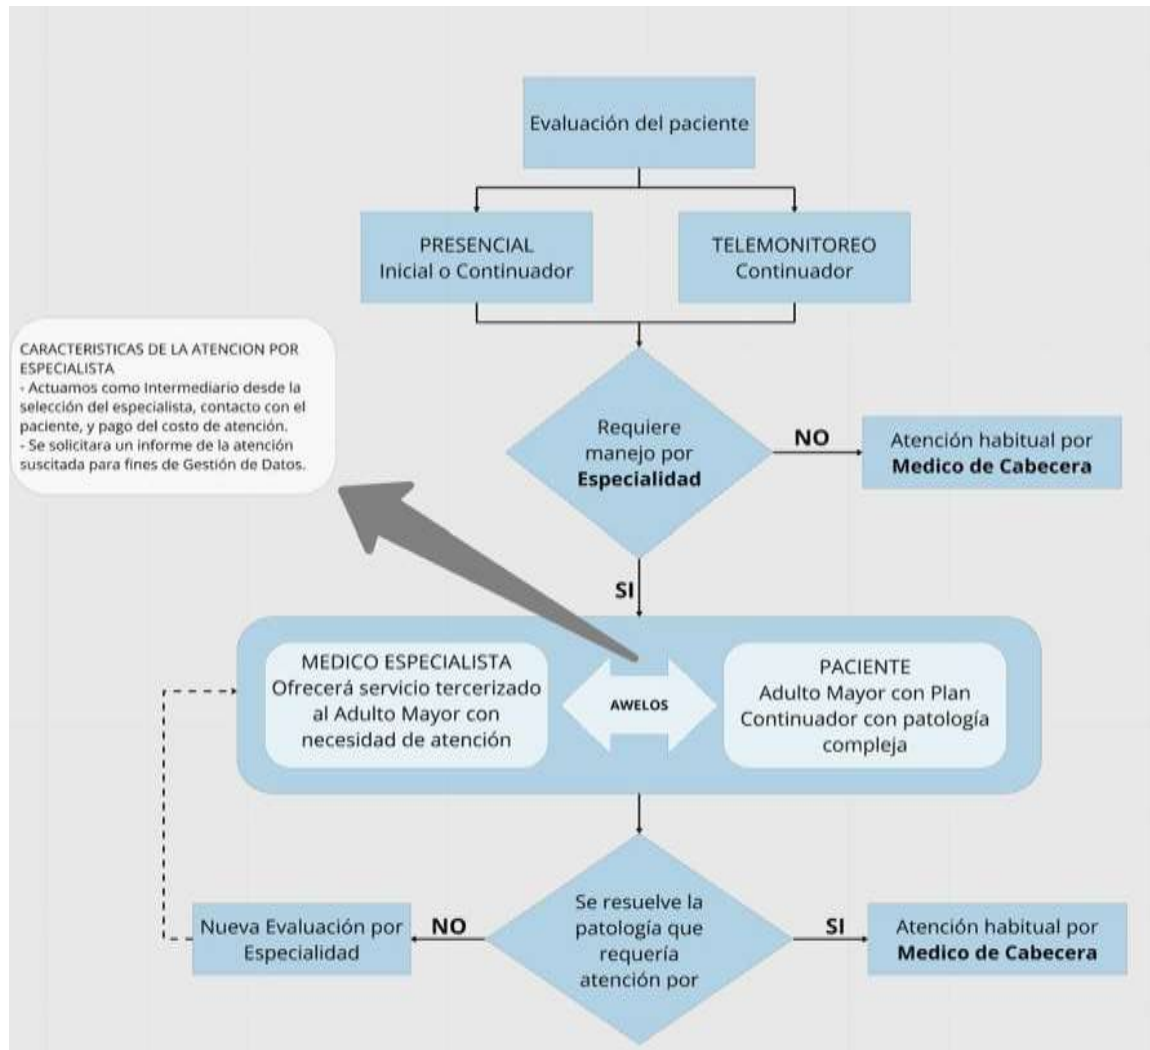 Evaluación del paciente
PRESENCIAL
Inicial o Continuador
TELEMONITOREO
Continuador
CARACTERISTICAS DE LA ATENCION POR
ESPECIALISTA
- Actuamos como Intermediario desde la
selección del especialista, contacto con el
paciente, y pago del costo de atención.
- Se solicitara un informe de la atención
suscitada para fines de Gestión de Datos.
Requiere
manejo por
Especialidad
NO
Atención habitual por
Medico de Cabecera
SI
MEDICO ESPECIALISTA
Ofrecerá servicio tercerizado
al Adulto Mayor con
necesidad de atención
AWELOS
PACIENTE
Adulto Mayor con Plan
Continuador con patología
compleja
Nueva Evaluación por
Especialidad
NO
Se resuelve la
patología que
requería
atención por
SI
Atención habitual por
Medico de Cabecera